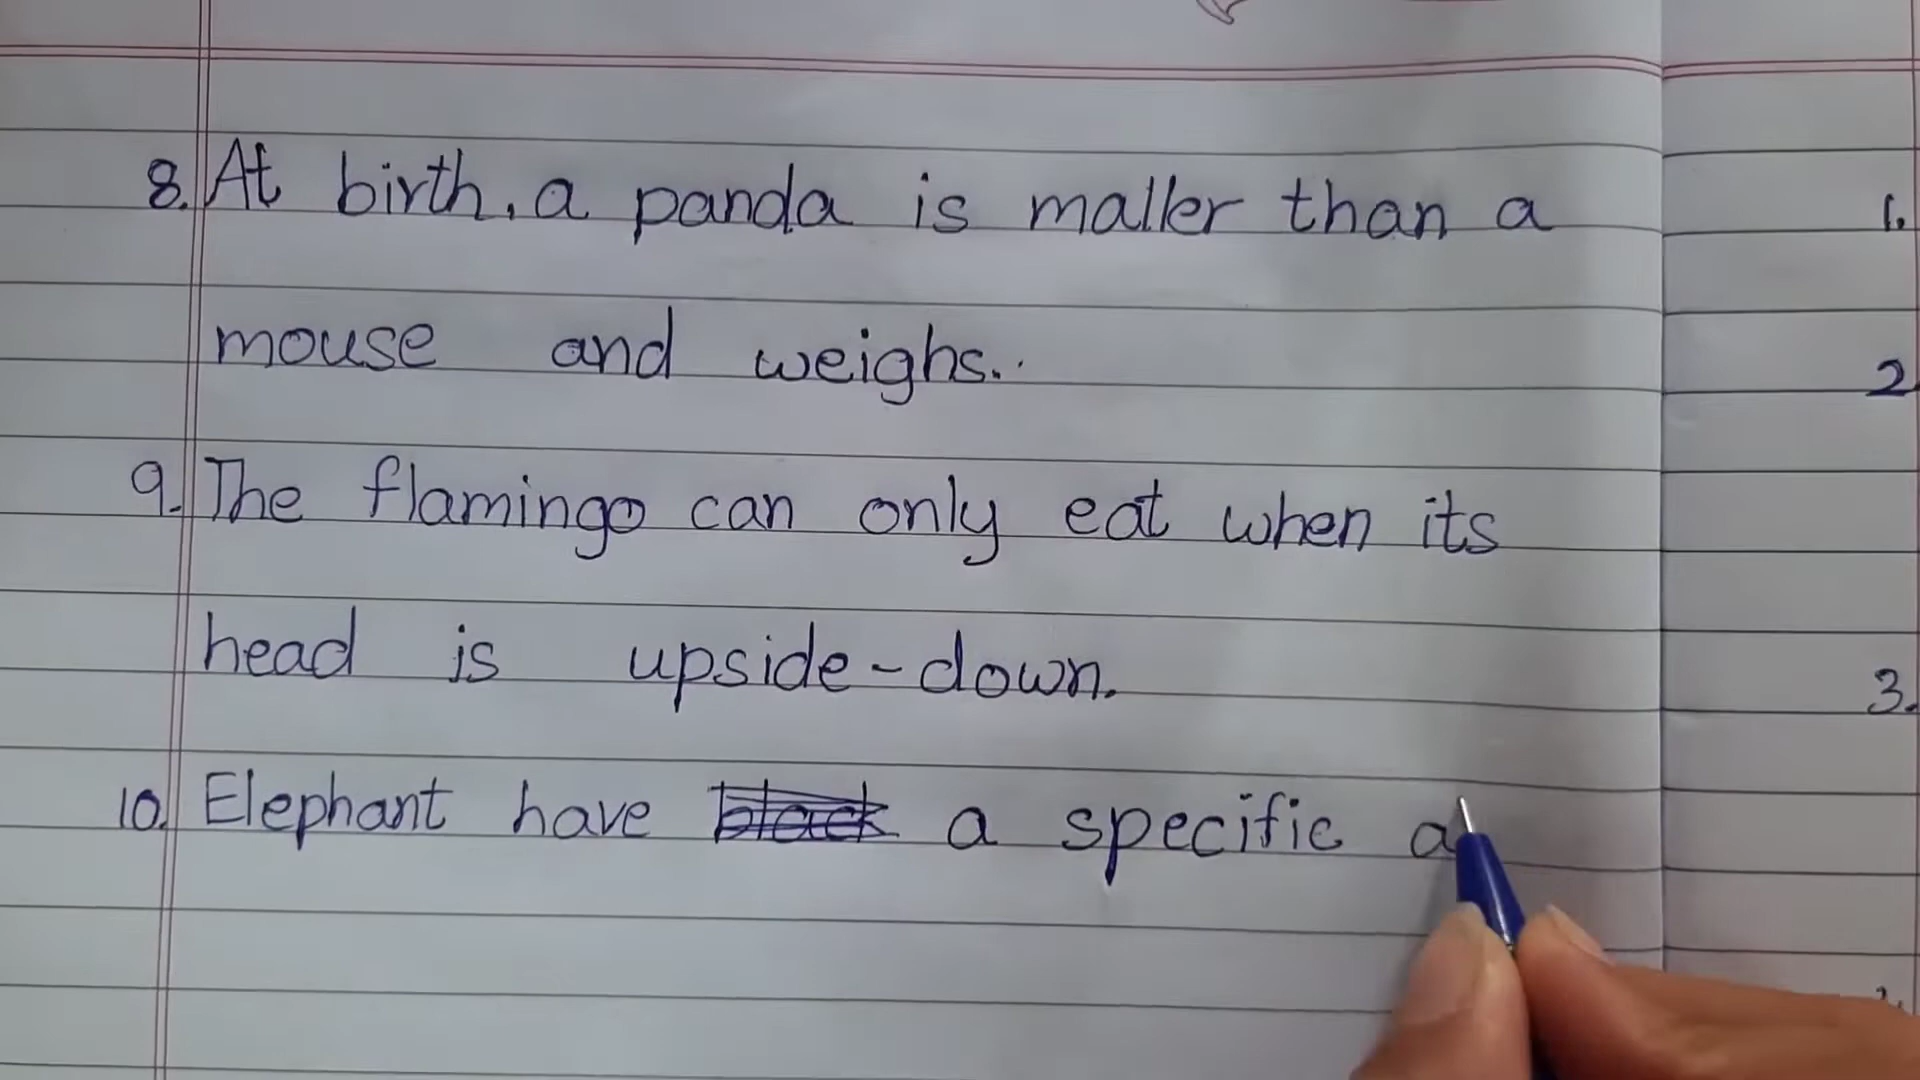 8. At birth, a panda is maller than a
mouse and weighs..
9. The flamingo can only eat when its
head is upside-down.
10. Elephant have black a specific a
1.
2
3.